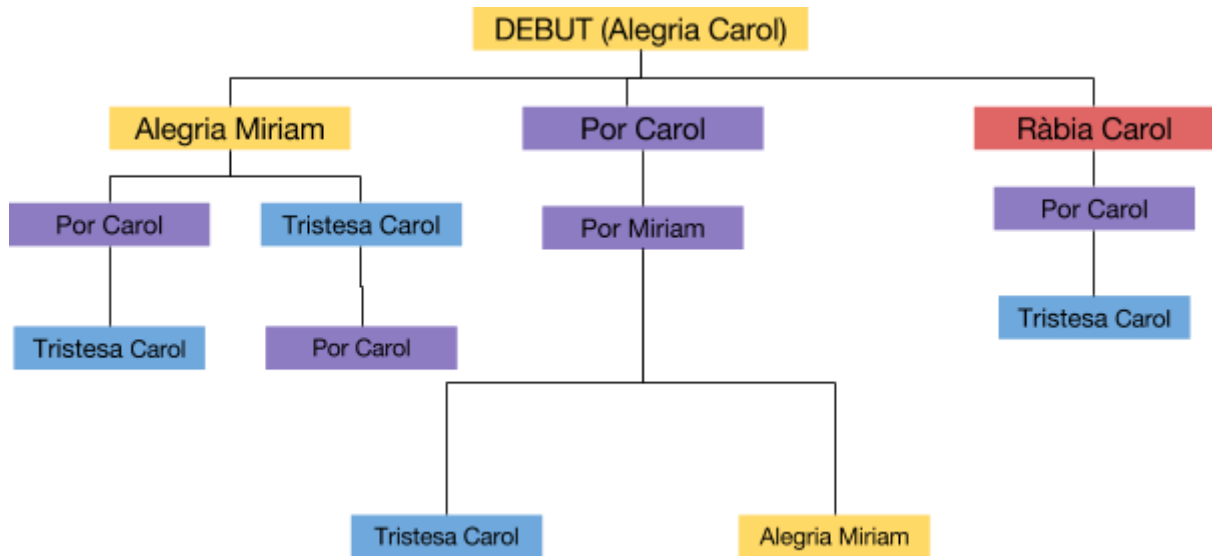 DEBUT (Alegria Carol)
Alegria Miriam
Por Carol
Ràbia Carol
Por Carol
Tristesa Carol
Por Miriam
Por Carol
Tristesa Carol
Por Carol
Tristesa Carol
Tristesa Carol
Alegria Miriam